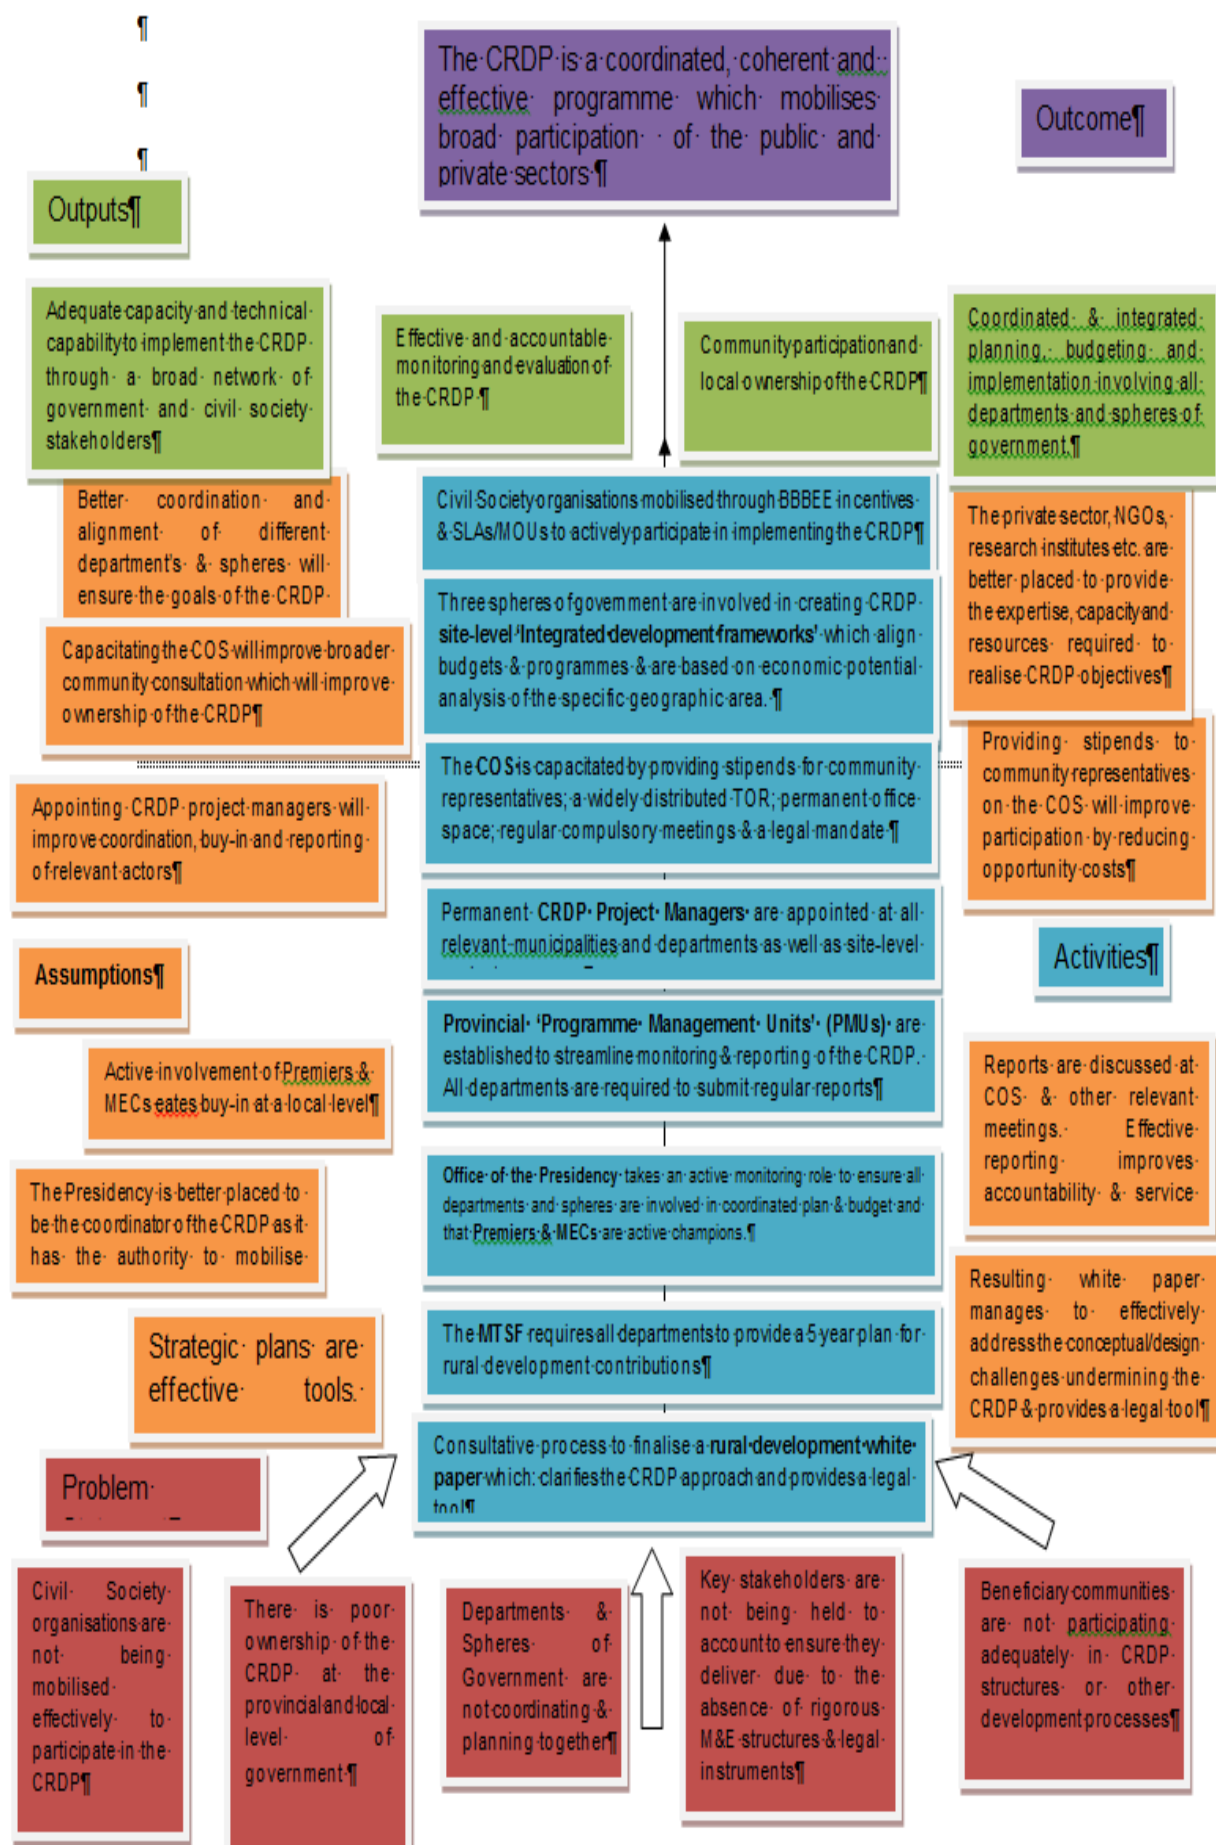 The CRDP is a coordinated, coherent and
effective programme which mobilises
broad participation of the public and
private sectors ¶
Outcome¶
¶
¶
¶
Outputs¶
Adequate capacity and technical
capability to implement the CRDP
through a broad network of
government and civil society
stakeholders¶
Effective and accountable
monitoring and evaluation of
the CRDP ¶
Community participation and
local ownership of the CRDP¶
Coordinated & integrated
planning, budgeting and
implementation involving all
departments and spheres of
government.¶
Better coordination and
alignment of different
department's & spheres will
ensure the goals of the CRDP
Capacitating the COS will improve broader
community consultation which will improve
ownership of the CRDP¶
Appointing CRDP project managers will
improve coordination, buy-in and reporting
of relevant actors¶
Assumptions¶
Active involvement of Premiers &
MECs eates buy-in at a local level¶
The Presidency is better placed to
be the coordinator of the CRDP as it
has the authority to mobilise
Strategic plans are
effective tools.
Civil Society organisations mobilised through BBBEE incentives
& SLAs/MOUs to actively participate in implementing the CRDP¶
Three spheres of government are involved in creating CRDP
site-level 'Integrated development frameworks' which align
budgets & programmes & are based on economic potential
analysis of the specific geographic area. ¶
The COS is capacitated by providing stipends for community
representatives; a widely distributed TOR; permanent office
space; regular compulsory meetings & a legal mandate ¶
Permanent CRDP Project Managers are appointed at all
relevant municipalities and departments as well as site-level
Provincial 'Programme Management Units' (PMUs) are
established to streamline monitoring & reporting of the CRDP.
All departments are required to submit regular reports¶
Office of the Presidency takes an active monitoring role to ensure all
departments and spheres are involved in coordinated plan & budget and
that Premiers & MECs are active champions.¶
The MTSF requires all departments to provide a 5 year plan for
rural development contributions¶
Consultative process to finalise a rural development white
paper which: clarifies the CRDP approach and provides a legal
tool¶
The private sector, NGOs,
research institutes etc. are
better placed to provide
the expertise, capacity and
resources required to
realise CRDP objectives¶
Providing stipends to
community representatives
on the COS will improve
participation by reducing
opportunity costs¶
Activities¶
Reports are discussed at
COS & other relevant
meetings. Effective
reporting improves
accountability & service
Resulting white paper
manages to effectively
address the conceptual/design
challenges undermining the
CRDP & provides a legal tool¶
Problem
Civil Society
organisations are
not being
mobilised
effectively to
participate in the
CRDP¶
There is poor
ownership of the
CRDP at the
provincial and local
level of
government ¶
Departments &
Spheres of
Government are
not coordinating &
planning together¶
Key stakeholders are
not being held to
account to ensure they
deliver due to the
absence of rigorous
M&E structures & legal
instruments¶
Beneficiary communities
are not participating
adequately in CRDP
structures or other
development processes¶